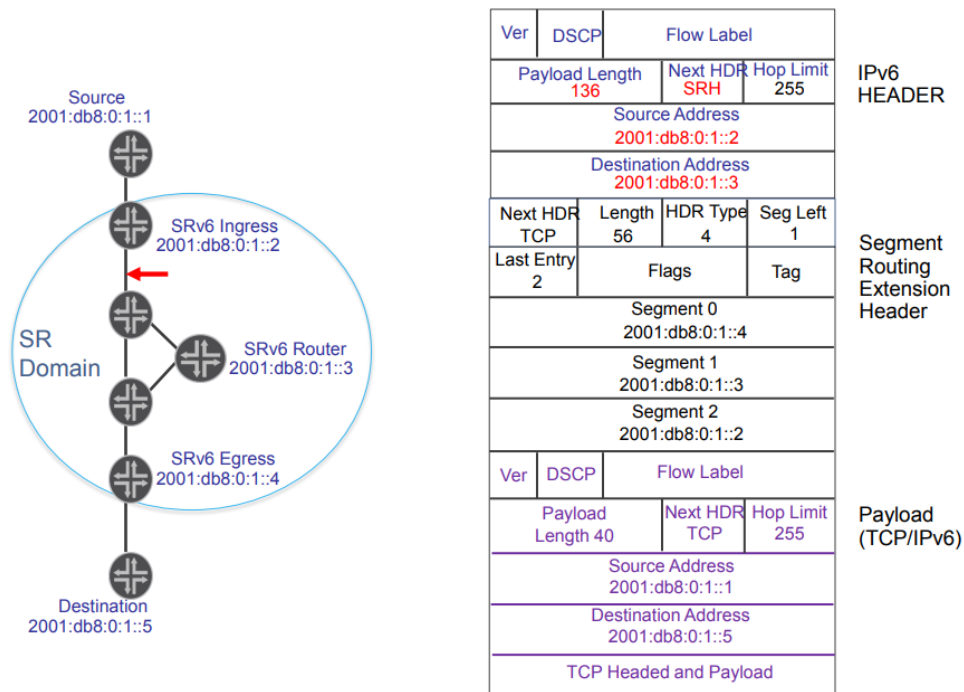 Source
2001:db8:0:1::1
SRv6 Ingress
2001:db8:0:1::2
SR
Domain
SRv6 Router
2001:db8:0:1::3
SRv6 Egress
2001:db8:0:1::4
Destination
2001:db8:0:1::5
Ver DSCP Flow Label
Payload Length Next HDR Hop Limit
136 SRH 255
Source Address
2001:db8:0:1::2
Destination Address
2001:db8:0:1::3
IPv6
HEADER
Next HDR Length HDR Type Seg Left
TCP 56 4 1
Last Entry Flags Tag
2
Segment 0
2001:db8:0:1::4
Segment 1
2001:db8:0:1::3
Segment 2
2001:db8:0:1::2
Segment
Routing
Extension
Header
Ver DSCP Flow Label
Payload Next HDR Hop Limit
Length 40 TCP 255
Source Address
2001:db8:0:1::1
Destination Address
2001:db8:0:1::5
TCP Headed and Payload
Payload
(TCP/IPv6)